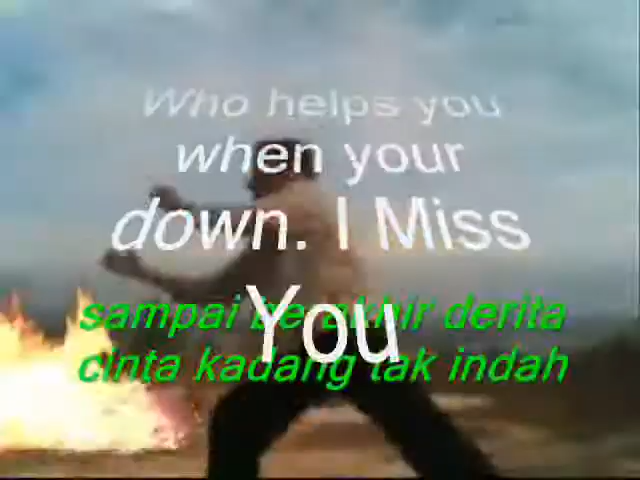 Who helps you
when your
down. I Miss
You
sampai derita
cinta kadang tak indah